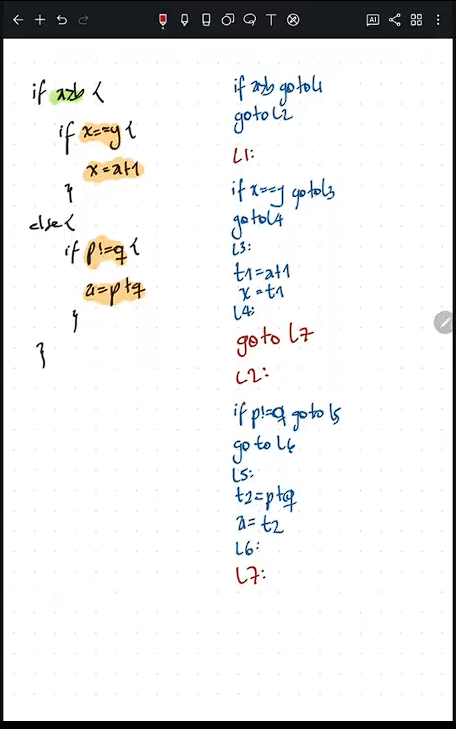 if a>b {
if x==y {
x=a+1
}
else {
if p!=q {
a=p+q
}
}
if a>b goto L1
goto L2
L1:
if x==y goto L3
goto L4
L3:
t1=a+1
x=t1
L4:
goto L7
L2:
if p!=q goto L5
goto L6
L5:
t2=p+q
a=t2
L6:
L7:
AI